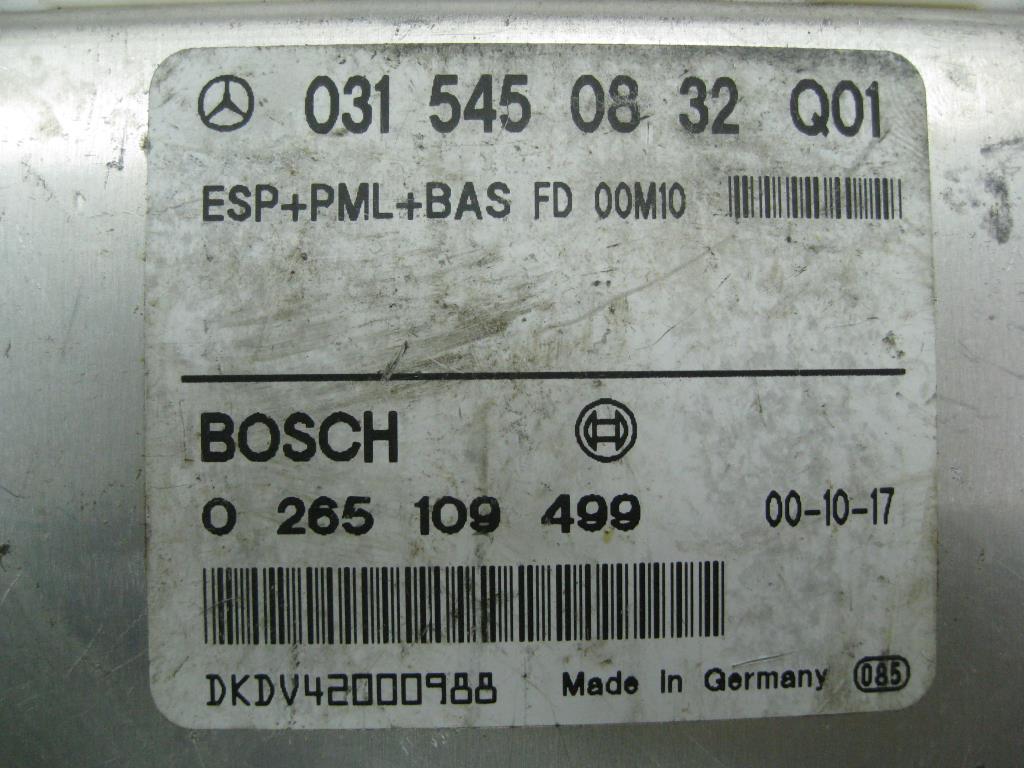 031 545 08 32 Q01
ESP+PML+BAS FD 00M10
BOSCH
0 265 109 499 00-10-17
DKDV42000988 Made In Germany 085